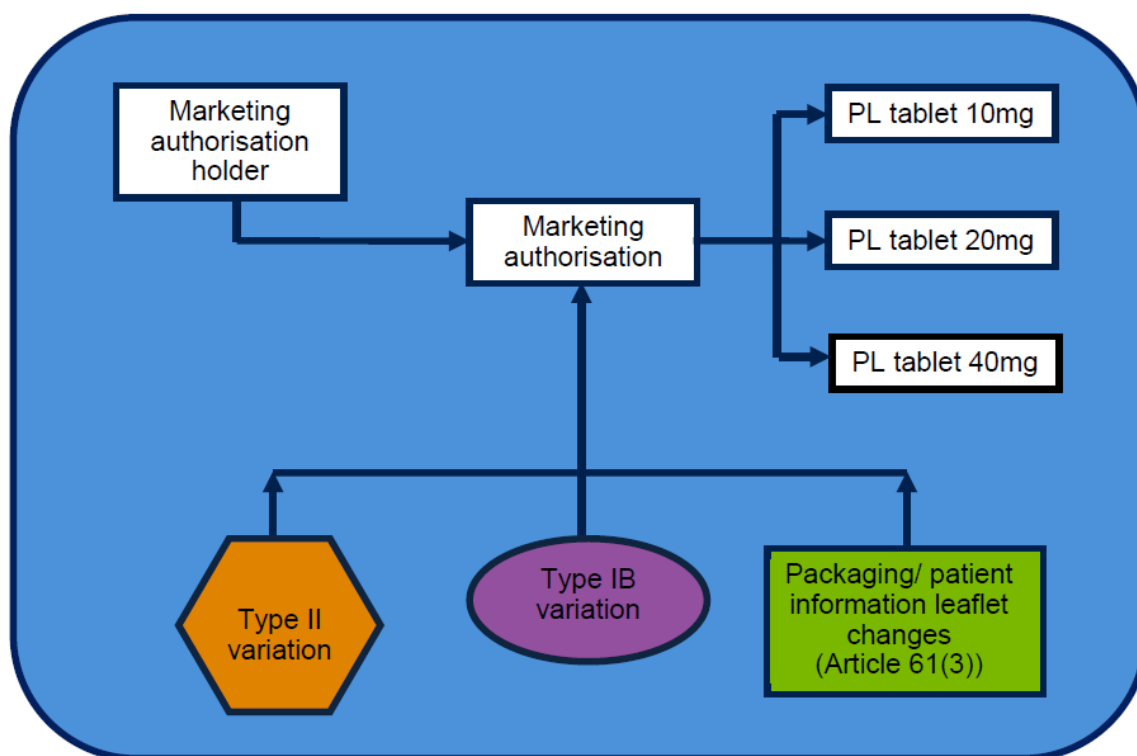 Marketing
authorisation
holder
Marketing
authorisation
PL tablet 10mg
PL tablet 20mg
PL tablet 40mg
Type II
variation
Type IB
variation
Packaging/ patient
information leaflet
changes
(Article 61(3))